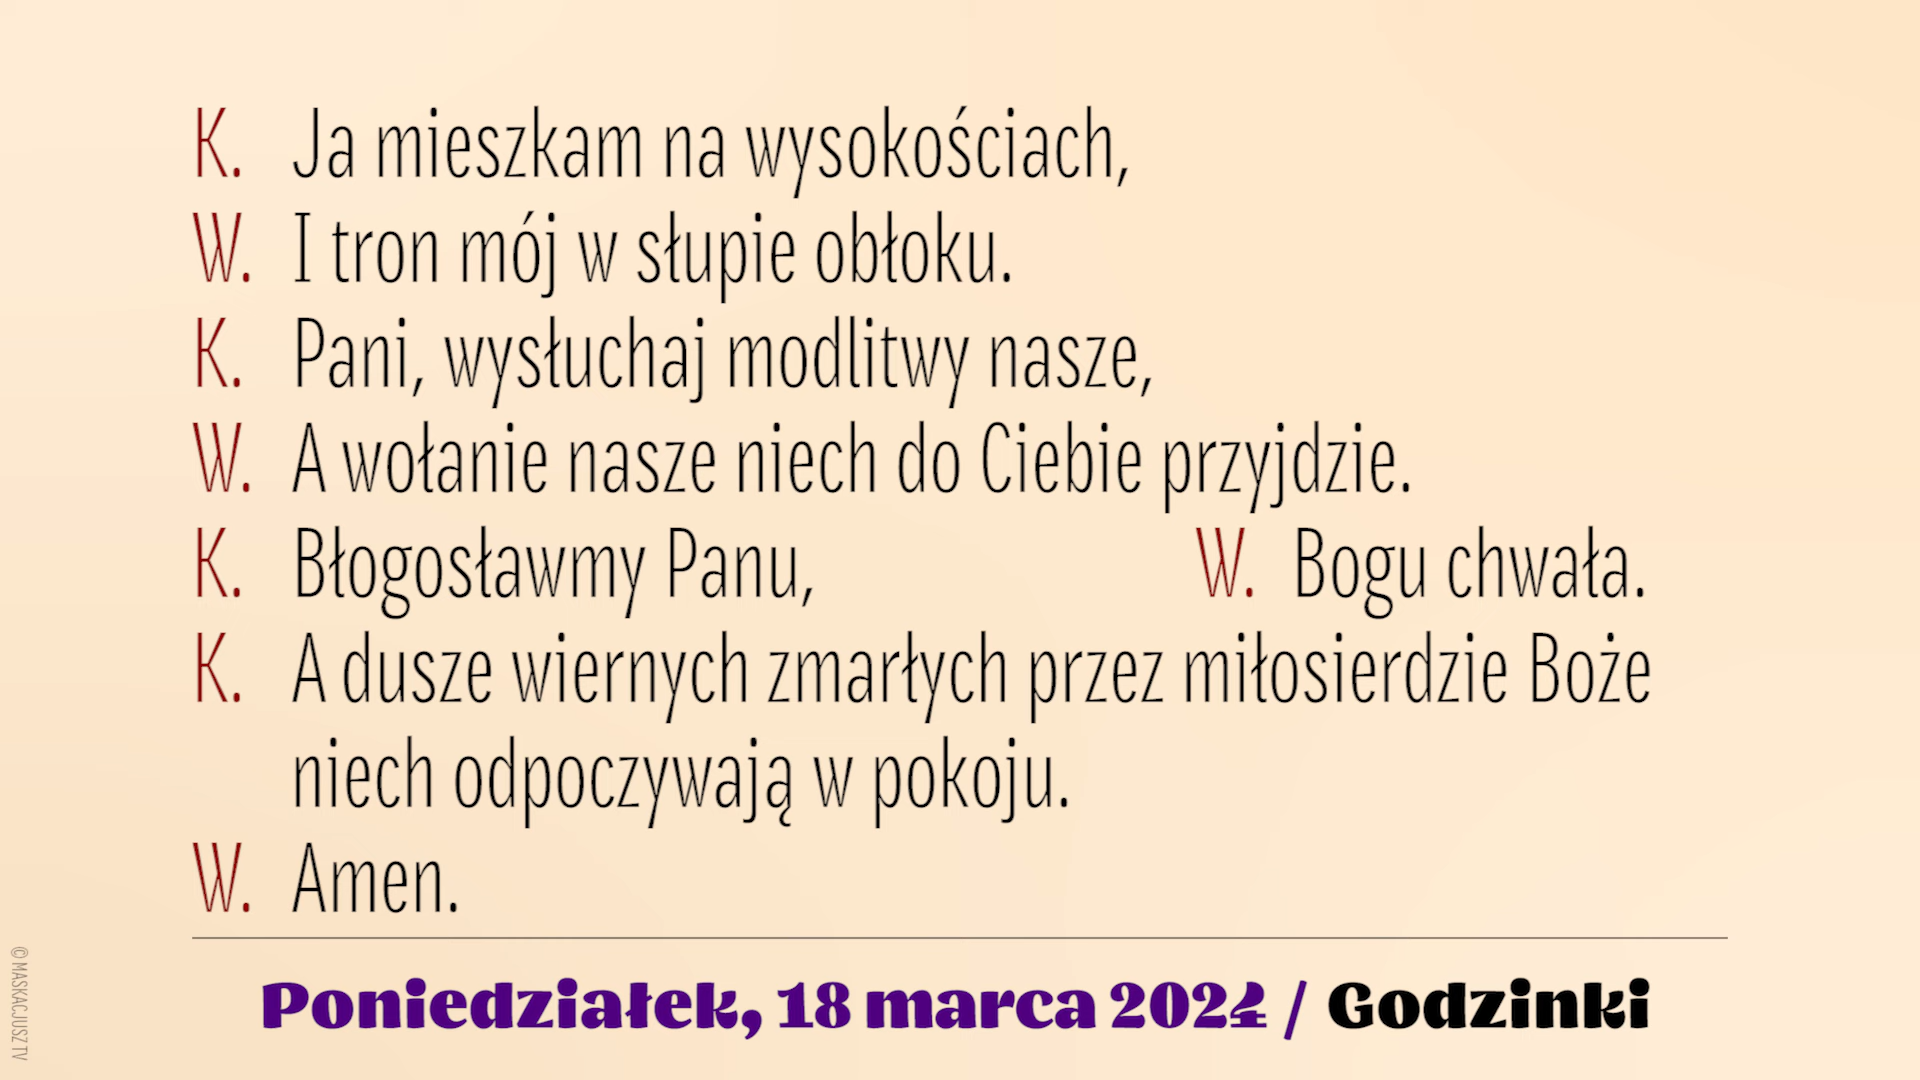 K. Ja mieszkam na wysokościach,
W. I tron mój w słupie obłoku.
K. Pani, wysłuchaj modlitwy nasze,
W. A wołanie nasze niech do Ciebie przyjdzie.
K. Błogosławmy Panu, W. Bogu chwała.
K. A dusze wiernych zmarłych przez miłosierdzie Boże
niech odpoczywają w pokoju.
W. Amen.
Poniedziałek, 18 marca 2024 / Godzinki
© MASKACJUSZ TV